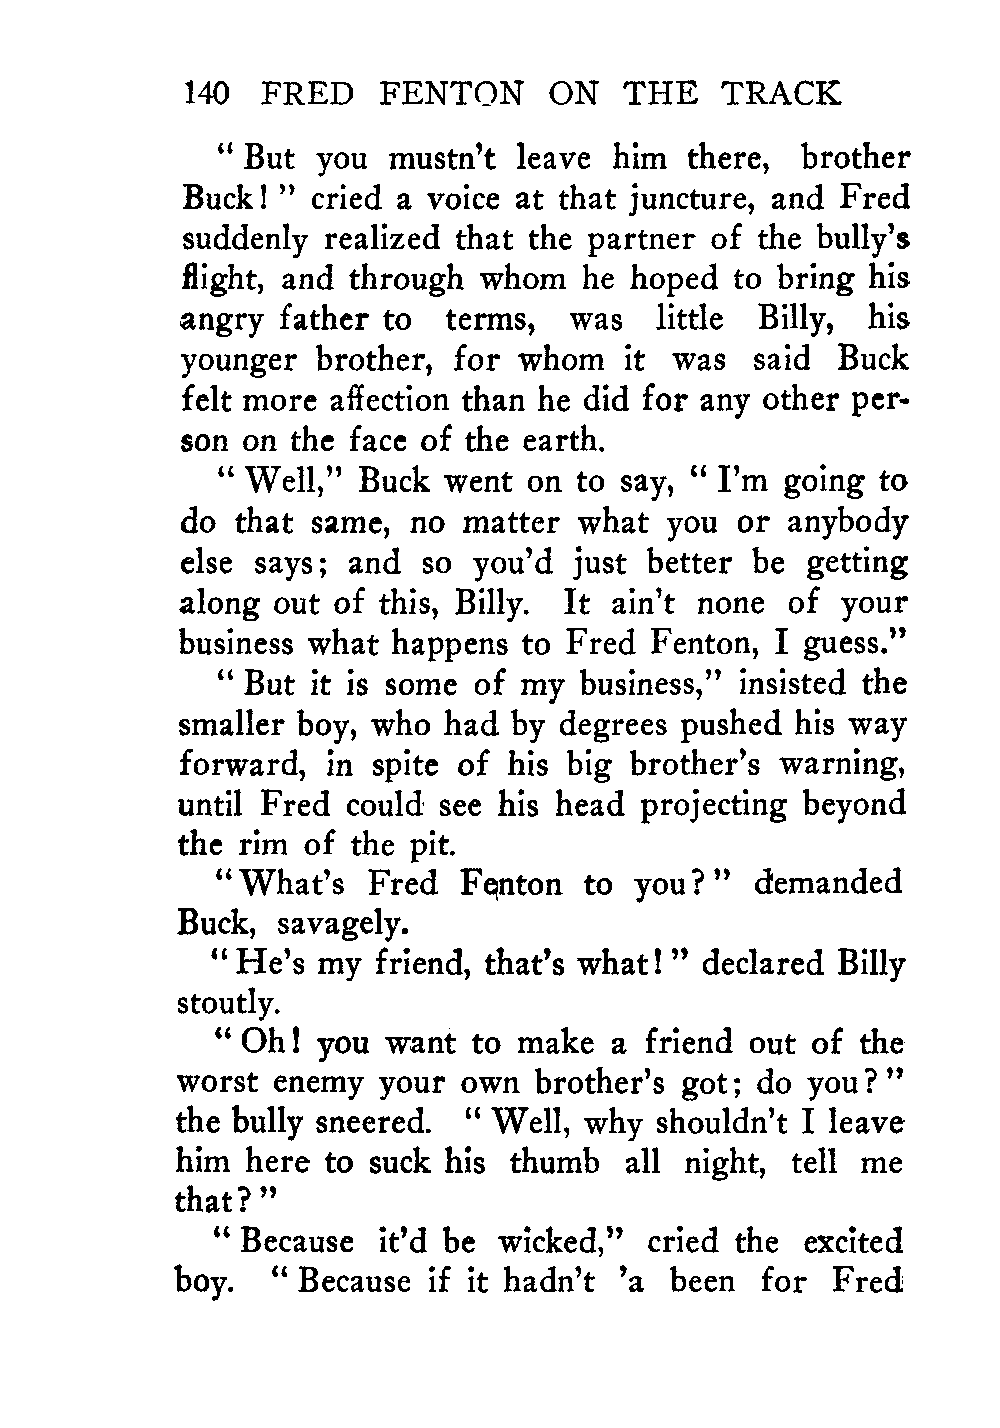 140 FRED FENTON ON THE TRACK
“ But you mustn’t leave him there, brother
Buck! ” cried a voice at that juncture, and Fred
suddenly realized that the partner of the bully’s
flight, and through whom he hoped to bring his
angry father to terms, was little Billy, his
younger brother, for whom it was said Buck
felt more affection than he did for any other per-
son on the face of the earth.
“ Well,” Buck went on to say, “ I’m going to
do that same, no matter what you or anybody
else says; and so you’d just better be getting
along out of this, Billy. It ain’t none of your
business what happens to Fred Fenton, I guess.”
“ But it is some of my business,” insisted the
smaller boy, who had by degrees pushed his way
forward, in spite of his big brother’s warning,
until Fred could see his head projecting beyond
the rim of the pit.
“What’s Fred Fenton to you? ” demanded
Buck, savagely.
“ He’s my friend, that’s what! ” declared Billy
stoutly.
“ Oh! you want to make a friend out of the
worst enemy your own brother’s got; do you? ”
the bully sneered. “ Well, why shouldn’t I leave
him here to suck his thumb all night, tell me
that? ”
“ Because it’d be wicked,” cried the excited
boy. “ Because if it hadn’t ’a been for Fred